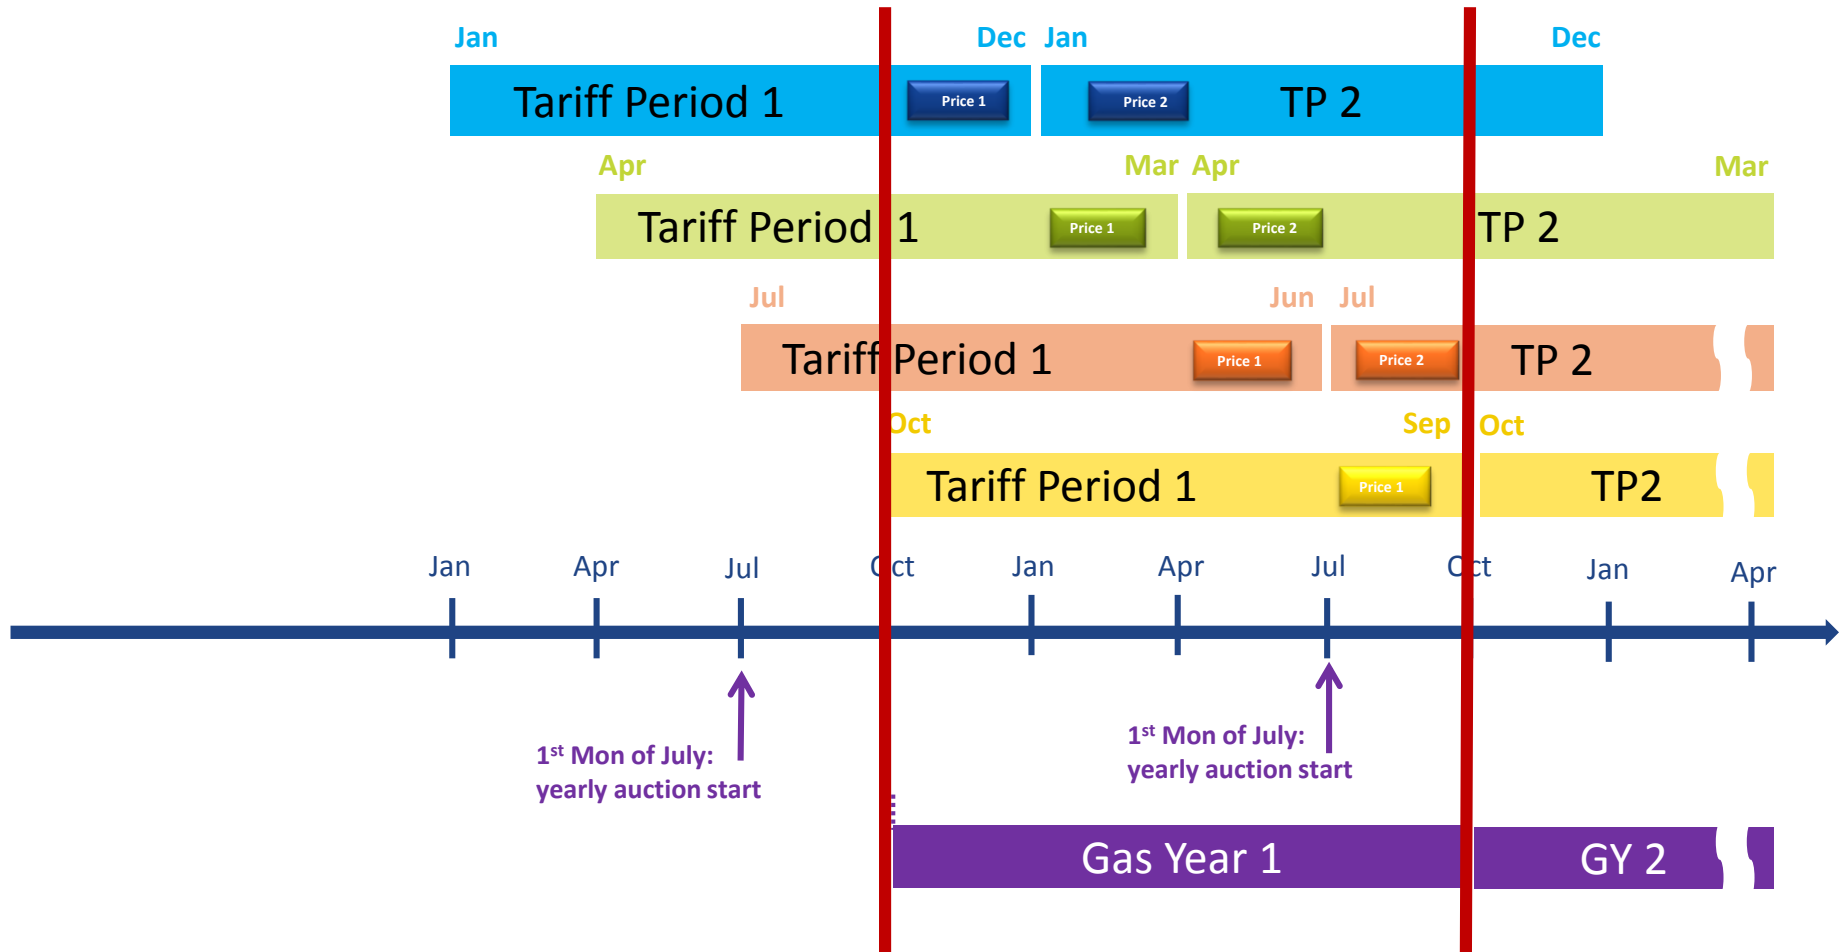 Jan Dec Jan Dec
Tariff Period 1 Price 1 Price 2 TP 2
Apr Mar Apr Mar
Tariff Period 1 Price 1 Price 2 TP 2
Jul Jun Jul
Tariff Period 1 Price 1 Price 2 TP 2
Oct Sep Oct
Tariff Period 1 Price 1 TP2
Jan Apr Jul Oct Jan Apr Jul Oct Jan Apr
1st Mon of July:
yearly auction start
1st Mon of July:
yearly auction start
Gas Year 1 GY 2